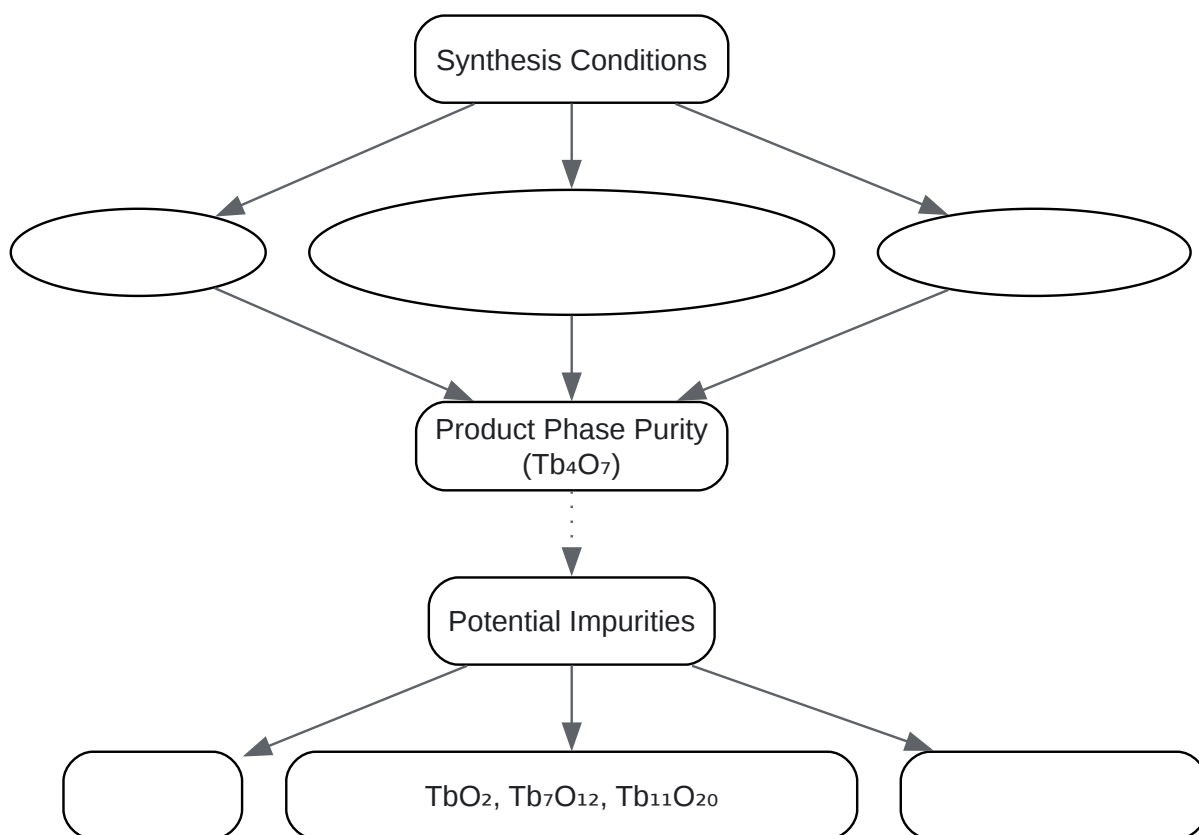 Synthesis Conditions
Product Phase Purity
(Tb₄O₇)
Potential Impurities
TbO₂, Tb₇O₁₂, Tb₁₁O₂₀